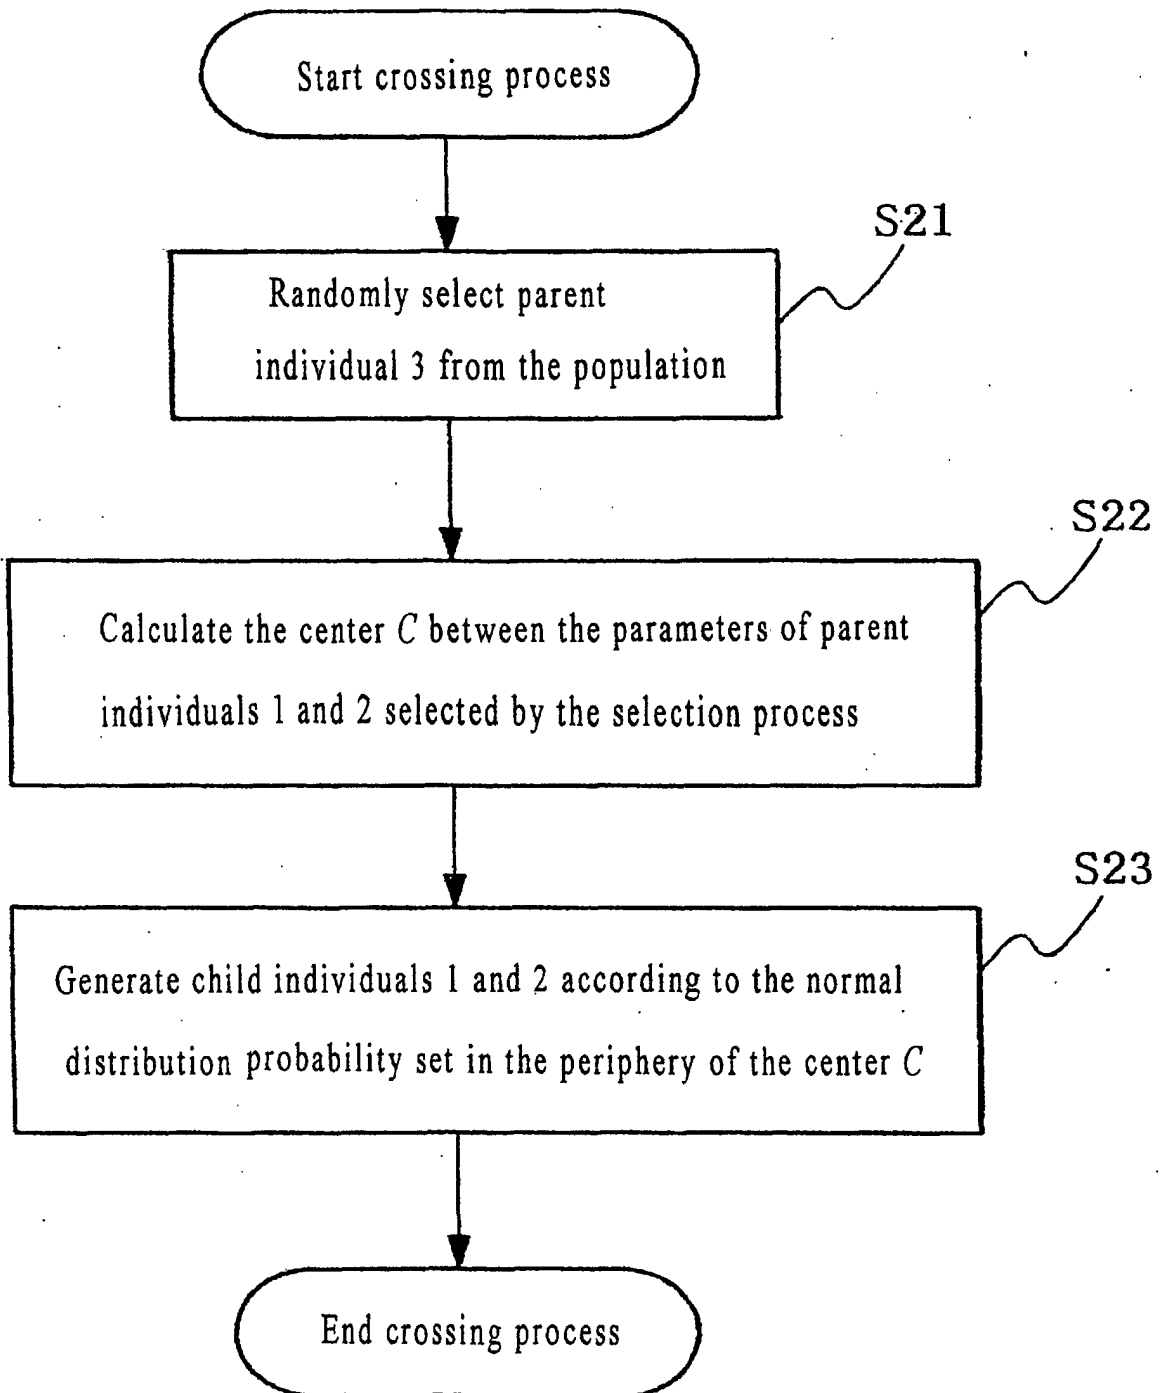 Start crossing process
S21
Randomly select parent
individual 3 from the population
S22
Calculate the center C between the parameters of parent
individuals 1 and 2 selected by the selection process
S23
Generate child individuals 1 and 2 according to the normal
distribution probability set in the periphery of the center C
End crossing process